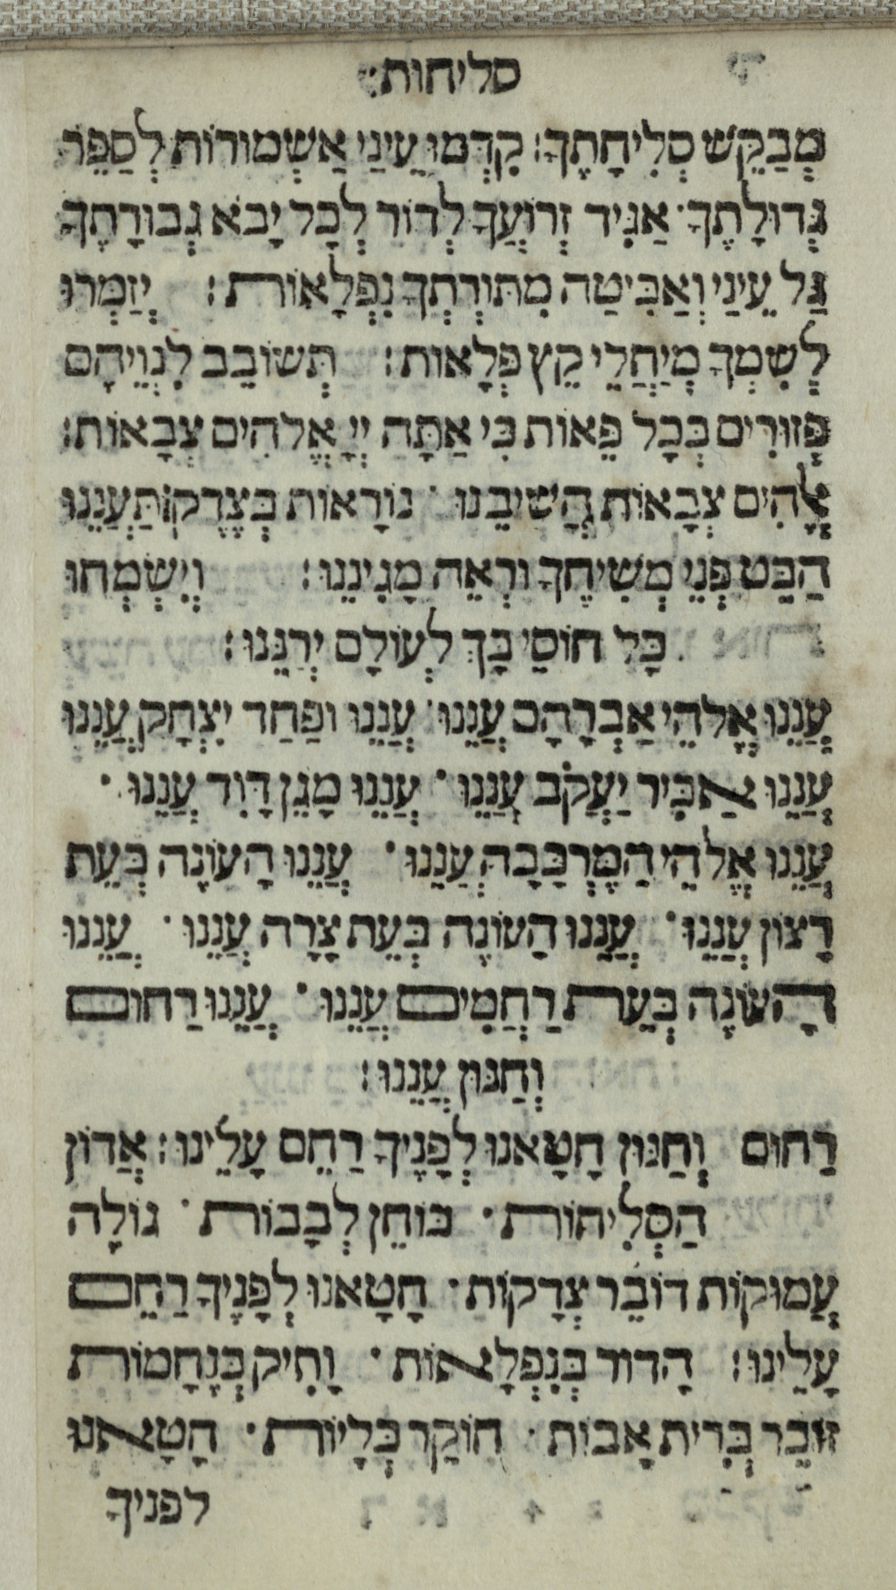 סליחות׃
מְבַקֵּשׁ סְלִיחָתֶךָ׃ קִדְּמוּ עֵינַי אַשְׁמוּרוֹת לְסַפֵּר
גְּדוּלָתֶךָ· אַגִּיד זְרוֹעֲךָ לְדוֹר לְכָל יָבֹא גְבוּרָתֶךָ
גַּל עֵינַי וְאַבִּיטָה מִתּוֹרָתְךָ נִפְלָאוֹת׃ יְזַמְּרוּ
לְשִׁמְךָ מְיַחֲלֵי קֵץ פְּלָאוֹת׃ תְּשׁוֹבֵב לִנְוֵיהָם
פְּזוּרִים בְּכָל פֵּאוֹת כִּי אַתָּה יְיָ אֱלֹהִים צְבָאוֹת׃
אֱלֹהִים צְבָאוֹת הֲשִׁיבֵנוּ· נוֹרָאוֹת בְּצֶדֶק תַּעֲנֵנוּ
הַבֵּט פְּנֵי מְשִׁיחֶךָ וּרְאֵה מָגִינֵנוּ׃ וְיִשְׂמְחוּ
כָּל חוֹסֵי בָךְ לְעוֹלָם יְרַנֵּנוּ׃
עֲנֵנוּ אֱלֹהֵי אַבְרָהָם עֲנֵנוּ· עֲנֵנוּ וּפַחַד יִצְחָק עֲנֵנוּ
עֲנֵנוּ אַבִּיר יַעֲקֹב עֲנֵנוּ· עֲנֵנוּ מָגֵן דָּוִד עֲנֵנוּ·
עֲנֵנוּ אֱלֹהֵי הַמֶּרְכָּבָה עֲנֵנוּ· עֲנֵנוּ הָעוֹנֶה בְּעֵת
רָצוֹן עֲנֵנוּ· עֲנֵנוּ הָעוֹנֶה בְּעֵת צָרָה עֲנֵנוּ· עֲנֵנוּ
הָעוֹנֶה בְּעֵת רַחֲמִים עֲנֵנוּ· עֲנֵנוּ רַחוּם
וְחַנּוּן עֲנֵנוּ׃
רַחוּם וְחַנּוּן חָטָאנוּ לְפָנֶיךָ רַחֵם עָלֵינוּ׃ אֲדוֹן
הַסְּלִיחוֹת· בּוֹחֵן לְבָבוֹת· גּוֹלֶה
עֲמוּקוֹת דּוֹבֵר צְדָקוֹת· חָטָאנוּ לְפָנֶיךָ רַחֵם
עָלֵינוּ׃ הָדוּר בְּנִפְלָאוֹת· וָתִיק בְּנֶחָמוֹת
זוֹכֵר בְּרִית אָבוֹת· חוֹקֵר כְּלָיוֹת· חָטָאנוּ
לפניך